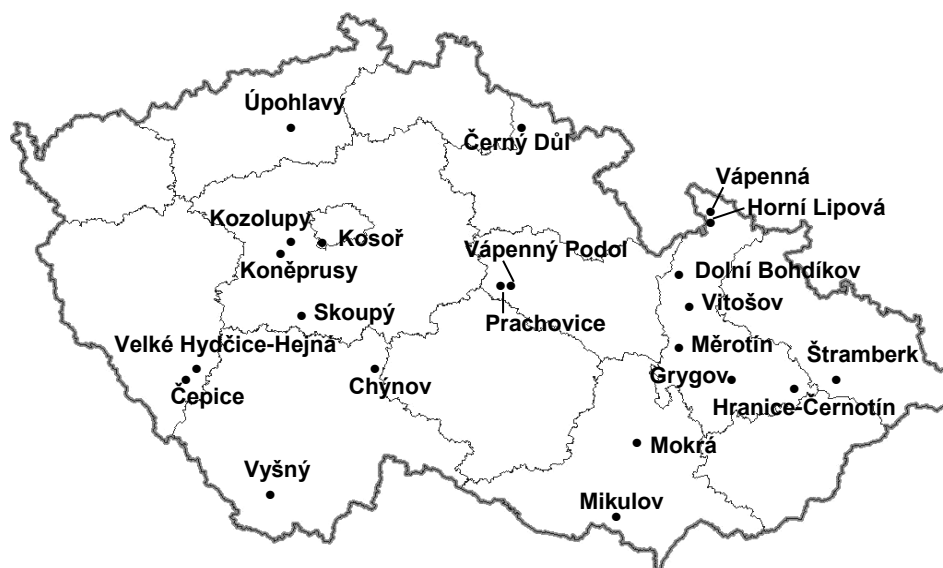 Úpohlavy
Černý Důl
Vápenná
Horní Lipová
Kozolupy
Kosoř
Vápenný Podol
Koněprusy
Dolní Bohdíkov
Vitošov
Skoupý
Prachovice
Velké Hydčice-Hejná
Měrotín
Štramberk
Čepice
Chýnov
Grygov
Hranice-Černotín
Mokrá
Vyšný
Mikulov